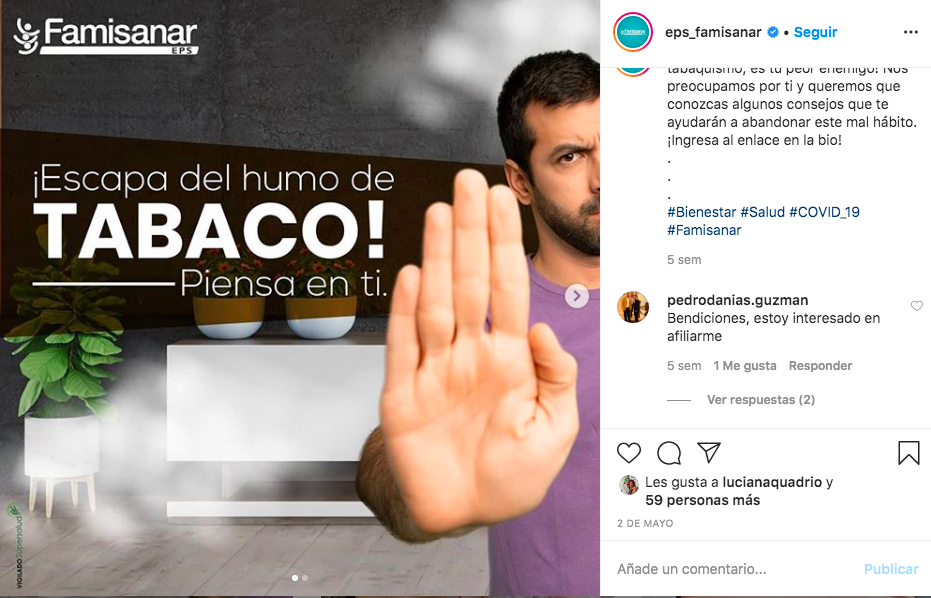 Famisanar
EPS
¡Escapa del humo de
TABACO!
Piensa en ti.
VIGILADO Supersalud
eps_famisanar • Seguir
tabaquismo, es tu peor enemigo! Nos
preocupamos por ti y queremos que
conozcas algunos consejos que te
ayudarán a abandonar este mal hábito.
¡Ingresa al enlace en la bio!
.
.
.
#Bienestar #Salud #COVID_19
#Famisanar
5 sem
pedrodanias.guzman
Bendiciones, estoy interesado en
afiliarme
5 sem 1 Me gusta Responder
Ver respuestas (2)
Les gusta a lucianaquadrio y
59 personas más
2 DE MAYO
Añade un comentario... Publicar